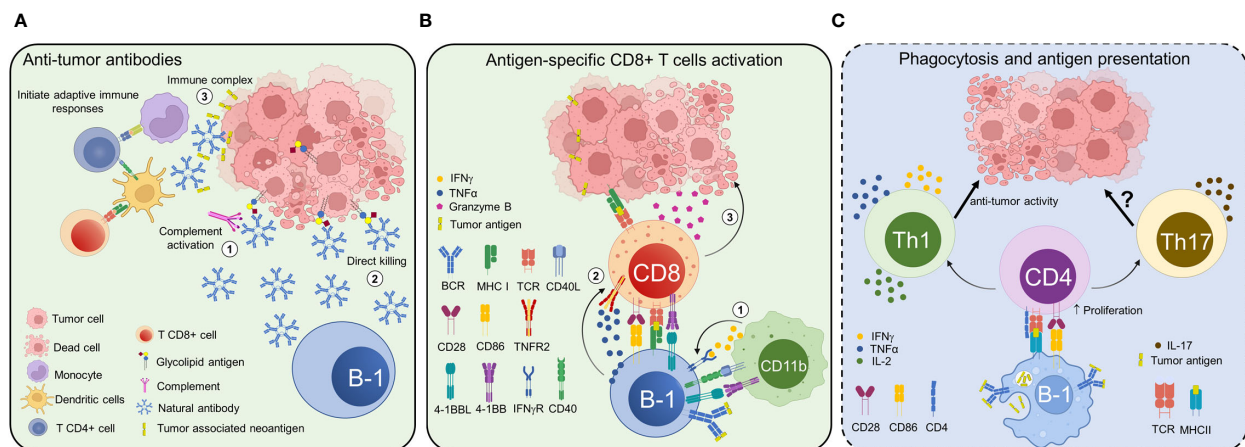 A
Anti-tumor antibodies
Immune complex
3
Initiate adaptive immune
responses
Complement
activation
1
Direct killing
2
Tumor cell
Dead cell
Monocyte
Dendritic cells
T CD4+ cell
T CD8+ cell
Glycolipid antigen
Complement
Natural antibody
Tumor associated neoantigen
B-1
B
Antigen-specific CD8+ T cells activation
IFNγ
TNFα
Granzyme B
Tumor antigen
BCR
MHC I
TCR
CD40L
CD28
CD86
TNFR2
4-1BBL
4-1BB
IFNγR
CD40
CD8
3
2
1
B-1
CD11b
C
Phagocytosis and antigen presentation
anti-tumor activity
?
Th1
CD4
Th17
↑ Proliferation
IFNγ
TNFα
IL-2
CD28
CD86
CD4
B-1
IL-17
Tumor antigen
TCR
MHCII